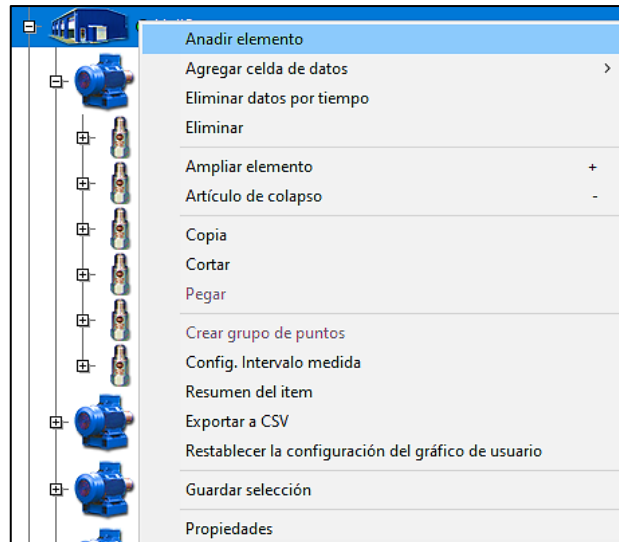 Anadir elemento
Agregar celda de datos >
Eliminar datos por tiempo
Eliminar
Ampliar elemento +
Artículo de colapso -
Copia
Cortar
Pegar
Crear grupo de puntos
Config. Intervalo medida
Resumen del item
Exportar a CSV
Restablecer la configuración del gráfico de usuario
Guardar selección
Propiedades